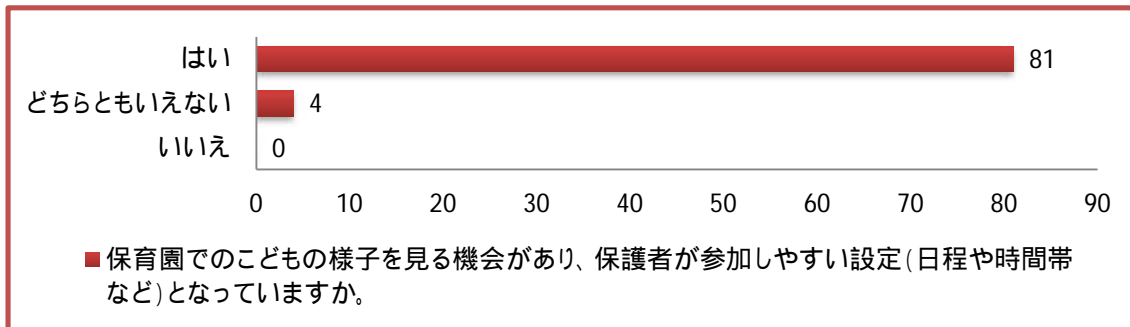 はい 81
どちらともいえない 4
いいえ 0
0 10 20 30 40 50 60 70 80 90
保育園でのこどもの様子を見る機会があり、保護者が参加しやすい設定(日程や時間帯
など)となっていますか。